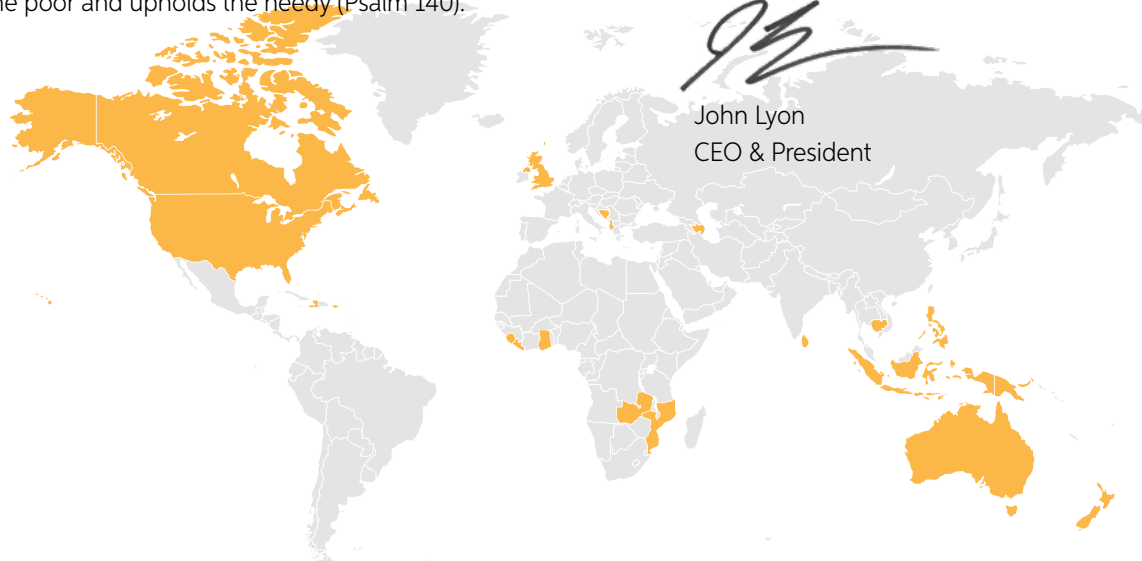 he poor and upholds the needy (Psalm 140).
John Lyon
CEO & President